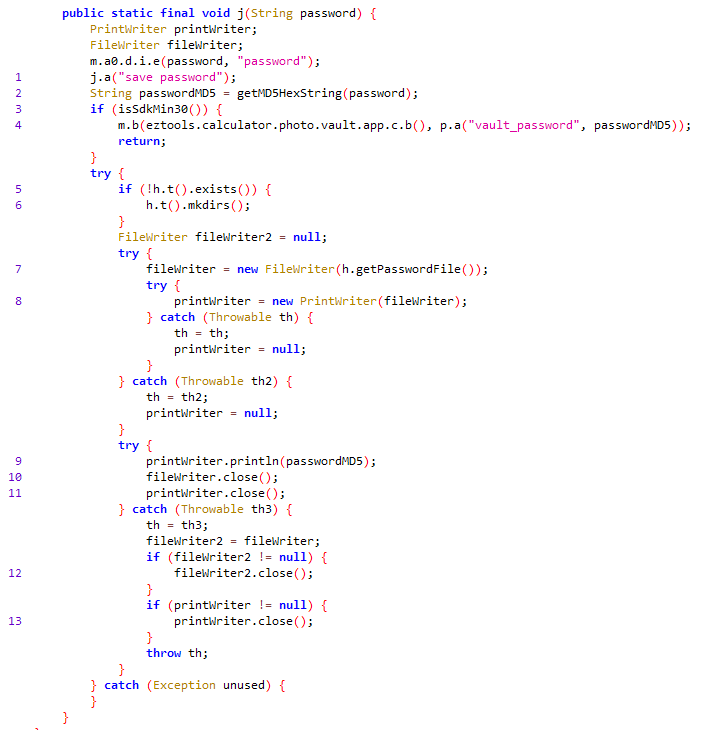 public static final void j(String password) {
PrintWriter printWriter;
FileWriter fileWriter;
m.a0.d.i.e(password, "password");
1 j.a("save password");
2 String passwordMD5 = getMD5HexString(password);
3 if (isSdkMin30()) {
4 m.b(eztools.calculator.photo.vault.app.c.b(), p.a("vault_password", passwordMD5));
return;
}
try {
5 if (!h.t().exists()) {
6 h.t().mkdirs();
}
FileWriter fileWriter2 = null;
try {
7 fileWriter = new FileWriter(h.getPasswordFile());
try {
8 printWriter = new PrintWriter(fileWriter);
} catch (Throwable th) {
th = th;
printWriter = null;
}
} catch (Throwable th2) {
th = th2;
printWriter = null;
}
try {
9 printWriter.println(passwordMD5);
10 fileWriter.close();
11 printWriter.close();
} catch (Throwable th3) {
th = th3;
fileWriter2 = fileWriter;
if (fileWriter2 != null) {
12 fileWriter2.close();
}
if (printWriter != null) {
13 printWriter.close();
}
throw th;
}
} catch (Exception unused) {
}
}